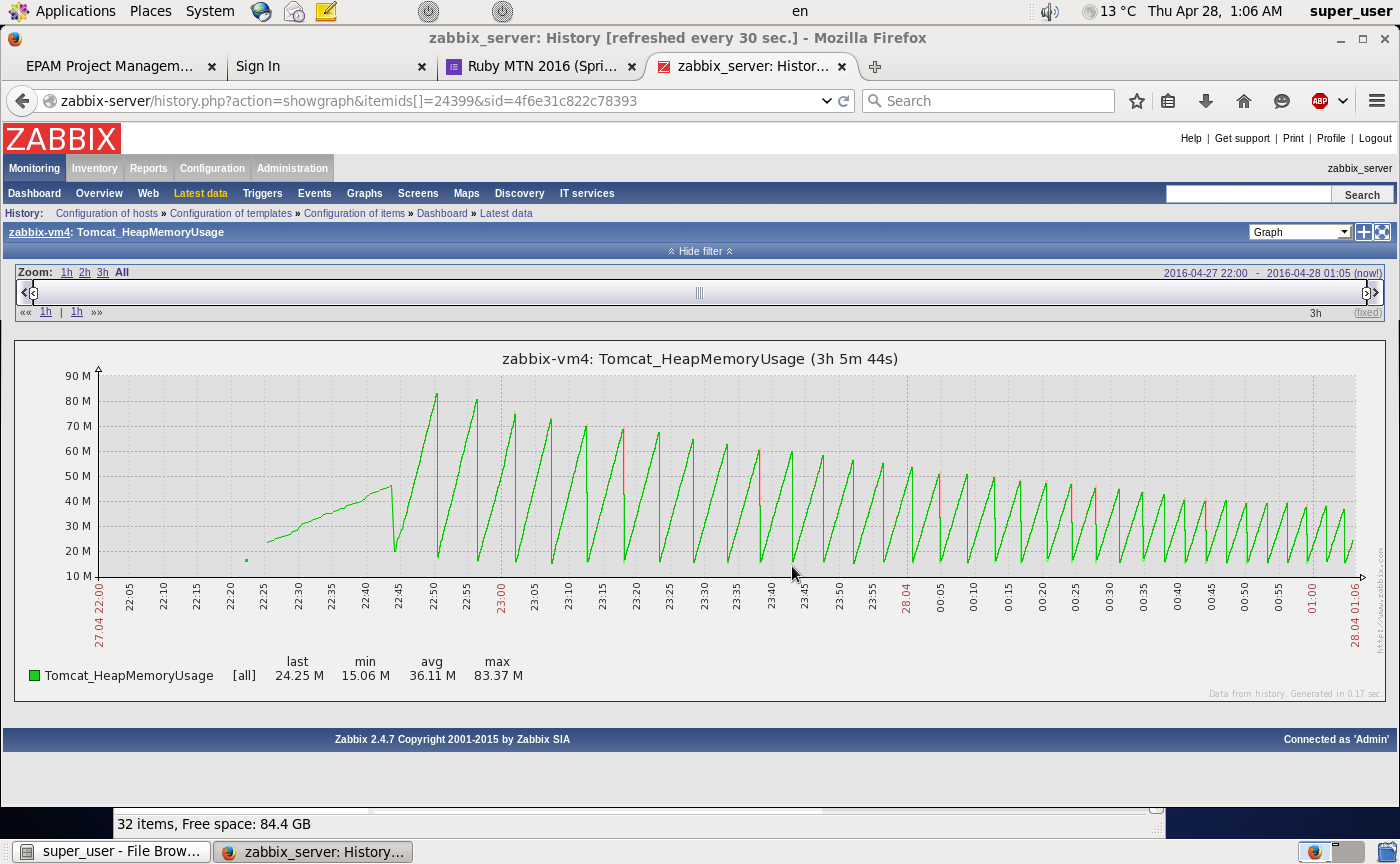 Applications Places System en 13 °C Thu Apr 28, 1:06 AM super_user
zabbix_server: History [refreshed every 30 sec.] - Mozilla Firefox
EPAM Project Managem... Sign In Ruby MTN 2016 (Spri... zabbix_server: Histor...
zabbix-server/history.php?action=showgraph&itemids[]=24399&sid=4f6e31c822c78393 Search ABP
ZABBIX
Help | Get support | Print | Profile | Logout
Monitoring Inventory Reports Configuration Administration zabbix_server
Dashboard Overview Web Latest data Triggers Events Graphs Screens Maps Discovery IT services Search
History: Configuration of hosts » Configuration of templates » Configuration of items » Dashboard » Latest data
zabbix-vm4: Tomcat_HeapMemoryUsage Graph
Hide filter
Zoom: 1h 2h 3h All 2016-04-27 22:00 - 2016-04-28 01:05 (now!)
«« 1h | 1h »» 3h (fixed)
zabbix-vm4: Tomcat_HeapMemoryUsage (3h 5m 44s)
90 M
80 M
70 M
60 M
50 M
40 M
30 M
20 M
10 M
27.04 22:00 22:05 22:10 22:15 22:20 22:25 22:30 22:35 22:40 22:45 22:50 22:55 23:00 23:05 23:10 23:15 23:20 23:25 23:30 23:35 23:40 23:45 23:50 23:55 28.04 00:05 00:10 00:15 00:20 00:25 00:30 00:35 00:40 00:45 00:50 00:55 01:00 28.04 01:06
http://www.zabbix.com
last min avg max
Tomcat_HeapMemoryUsage [all] 24.25 M 15.06 M 36.11 M 83.37 M
Data from history. Generated in 0.17 sec.
Zabbix 2.4.7 Copyright 2001-2015 by Zabbix SIA Connected as 'Admin'
32 items, Free space: 84.4 GB
super_user - File Brow... zabbix_server: History...